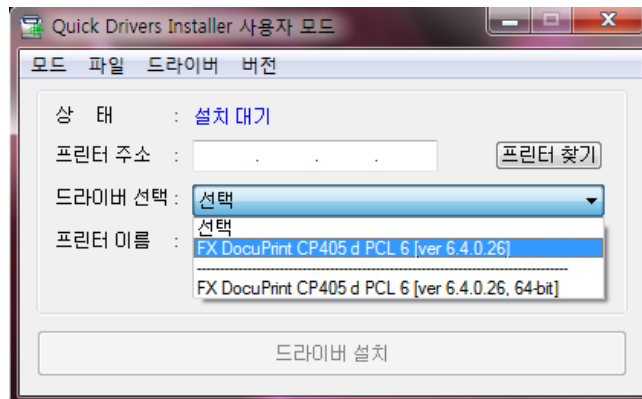 Quick Drivers Installer 사용자 모드
모드 파일 드라이버 버전
상 태 : 설치 대기
프린터 주소 : . . . 프린터 찾기
드라이버 선택 : 선택
선택
프린터 이름 : FX DocuPrint CP405 d PCL 6 [ver 6.4.0.26]
--------------------------------------------------------------------------
FX DocuPrint CP405 d PCL 6 [ver 6.4.0.26, 64-bit]
드라이버 설치